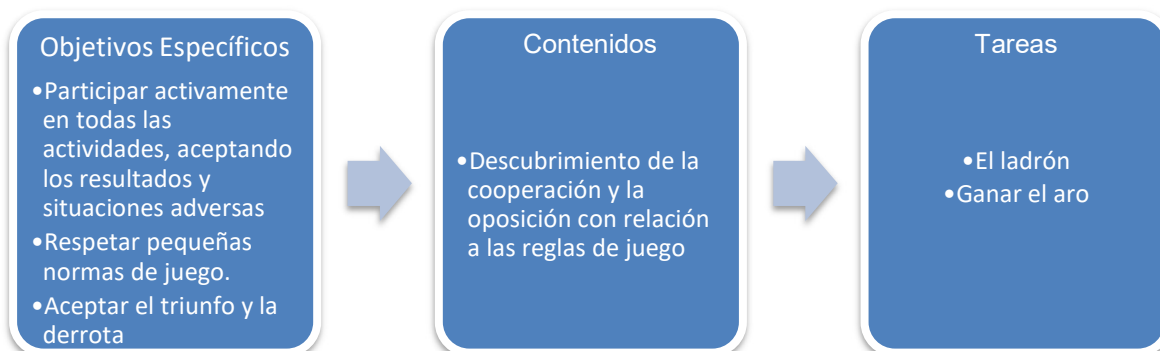 Objetivos Específicos
•Participar activamente
en todas las
actividades, aceptando
los resultados y
situaciones adversas
•Respetar pequeñas
normas de juego.
•Aceptar el triunfo y la
derrota
Contenidos
•Descubrimiento de la
cooperación y la
oposición con relación
a las reglas de juego
Tareas
•El ladrón
•Ganar el aro